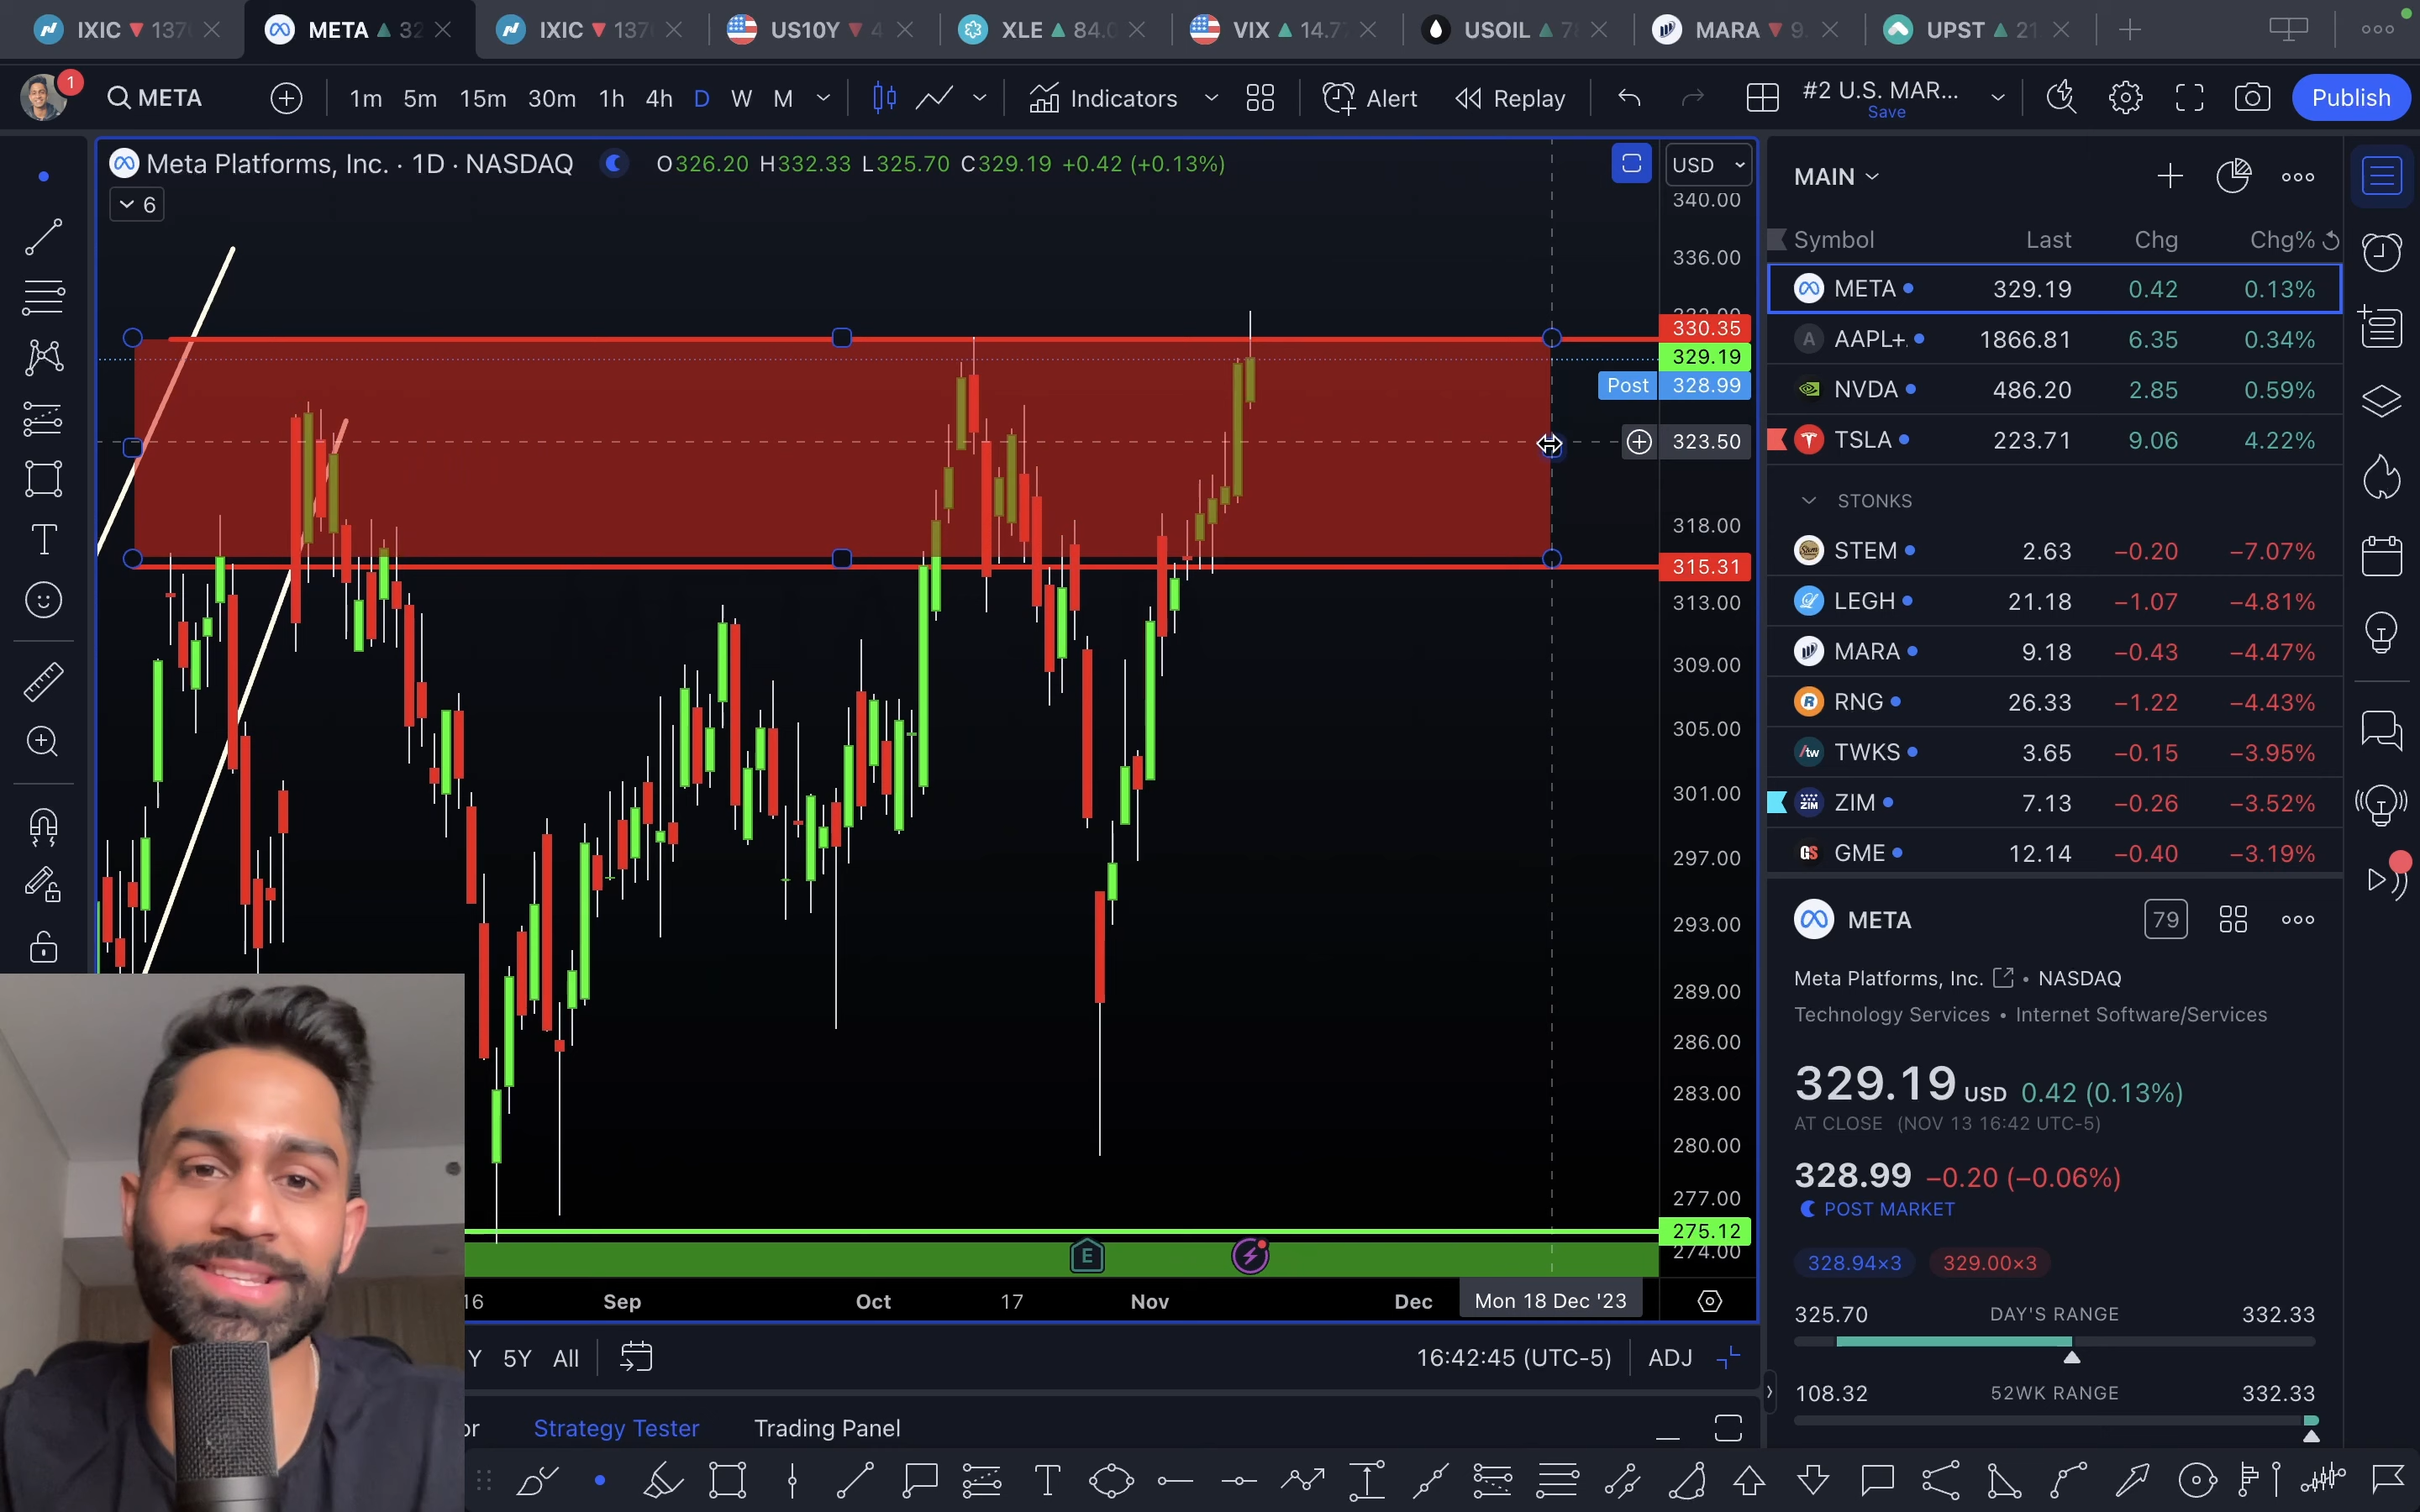 IXIC 137 META 32 IXIC 137 US10Y 4 XLE 84.0 VIX 14.7 USOIL 78 MARA 9. UPST 21
1 META 1m 5m 15m 30m 1h 4h D W M Indicators Alert Replay #2 U.S. MAR... Save Publish
Meta Platforms, Inc. · 1D · NASDAQ O326.20 H332.33 L325.70 C329.19 +0.42 (+0.13%)
6
USD
340.00
336.00
330.35
329.19
Post 328.99
323.50
318.00
315.31
313.00
309.00
305.00
301.00
297.00
293.00
289.00
286.00
283.00
280.00
277.00
275.12
274.00
E
16 Sep Oct 17 Nov Dec Mon 18 Dec '23
Y 5Y All 16:42:45 (UTC-5) ADJ
or Strategy Tester Trading Panel
MAIN
Symbol Last Chg Chg%
META 329.19 0.42 0.13%
A AAPL+. 1866.81 6.35 0.34%
NVDA 486.20 2.85 0.59%
TSLA 223.71 9.06 4.22%
STONKS
STEM 2.63 −0.20 −7.07%
LEGH 21.18 −1.07 −4.81%
MARA 9.18 −0.43 −4.47%
RNG 26.33 −1.22 −4.43%
/tw TWKS 3.65 −0.15 −3.95%
ZIM ZIM 7.13 −0.26 −3.52%
GS GME 12.14 −0.40 −3.19%
META 79
Meta Platforms, Inc. • NASDAQ
Technology Services • Internet Software/Services
329.19 USD 0.42 (0.13%)
AT CLOSE (NOV 13 16:42 UTC-5)
328.99 −0.20 (−0.06%)
POST MARKET
328.94×3 329.00×3
325.70 DAY'S RANGE 332.33
108.32 52WK RANGE 332.33